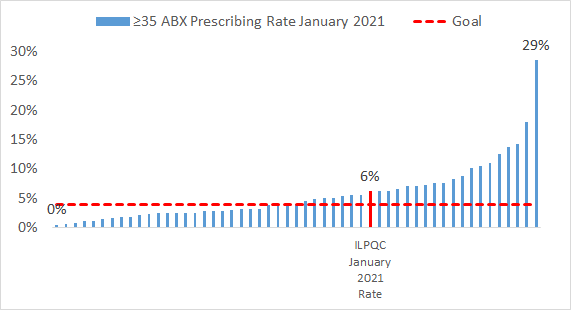 ≥35 ABX Prescribing Rate January 2021 Goal
30%
25%
20%
15%
10%
5%
0%
0%
6%
29%
ILPQC
January
2021
Rate